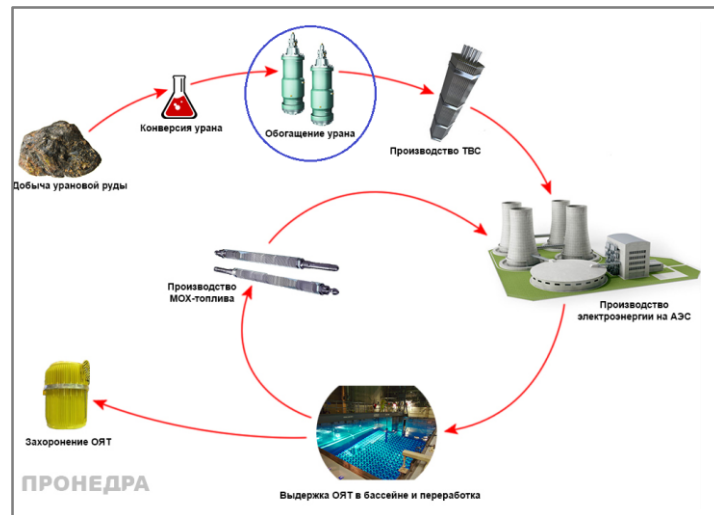 Конверсия урана
Обогащение урана
Производство ТВС
Добыча урановой руды
Производство
МОХ-топлива
Производство
электроэнергии на АЭС
Захоронение ОЯТ
Выдержка ОЯТ в бассейне и переработка
ПРОНЕДРА